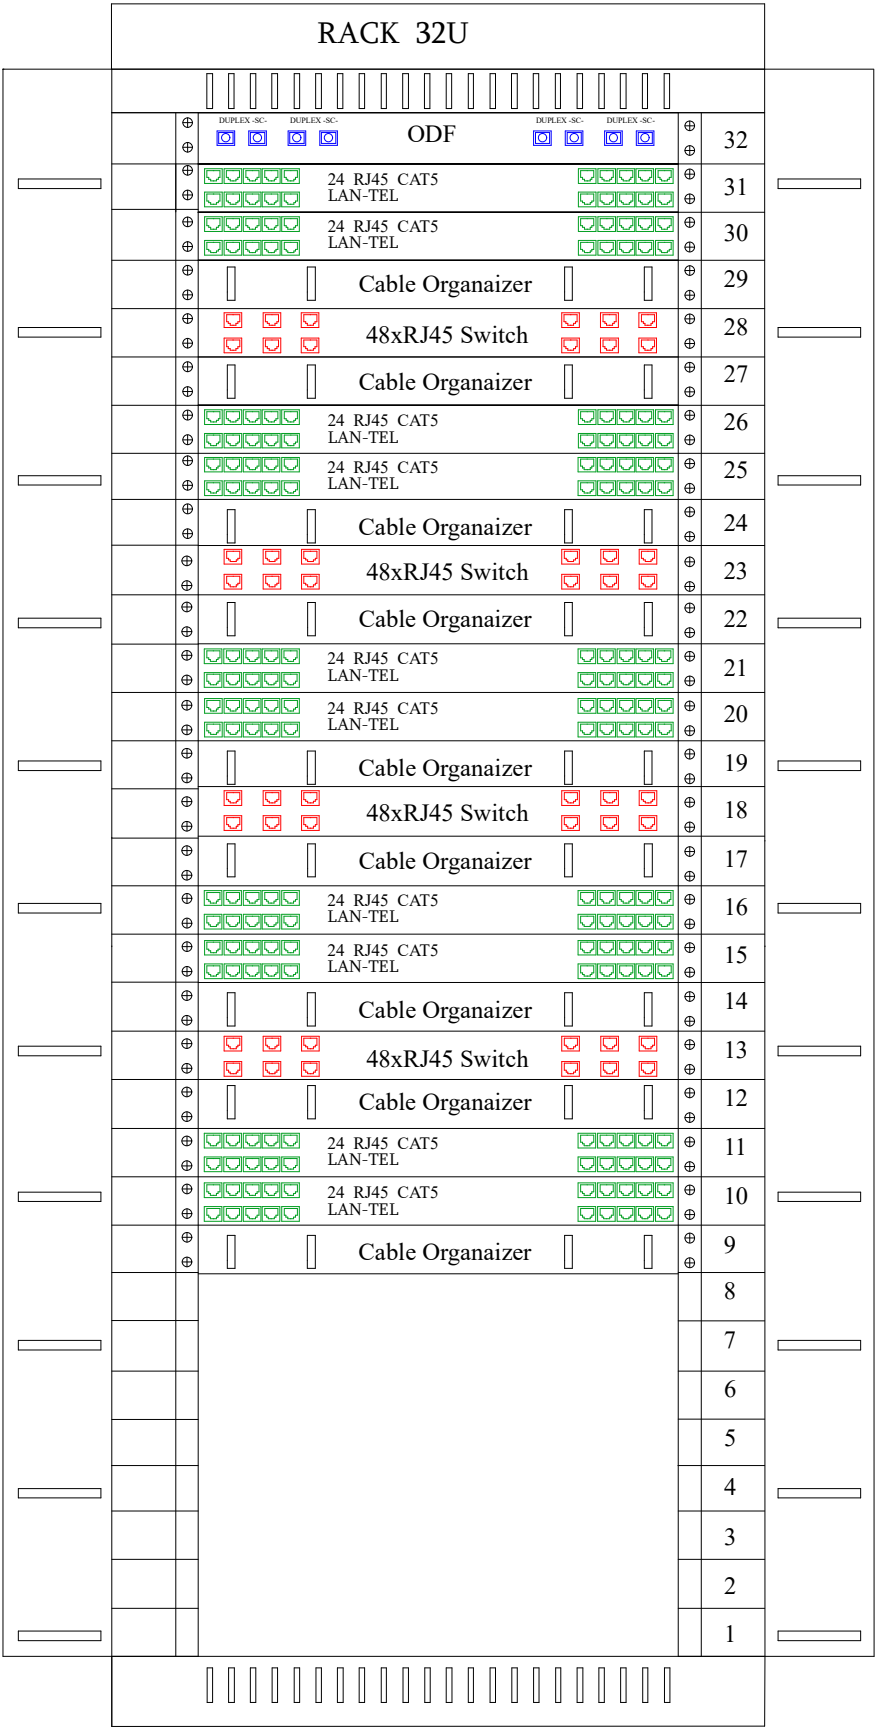 RACK 32U
DUPLEX -SC- DUPLEX -SC- ODF DUPLEX -SC- DUPLEX -SC- 32
24 RJ45 CAT5
LAN-TEL
31
24 RJ45 CAT5
LAN-TEL
30
Cable Organaizer 29
48xRJ45 Switch 28
Cable Organaizer 27
24 RJ45 CAT5
LAN-TEL
26
24 RJ45 CAT5
LAN-TEL
25
Cable Organaizer 24
48xRJ45 Switch 23
Cable Organaizer 22
24 RJ45 CAT5
LAN-TEL
21
24 RJ45 CAT5
LAN-TEL
20
Cable Organaizer 19
48xRJ45 Switch 18
Cable Organaizer 17
24 RJ45 CAT5
LAN-TEL
16
24 RJ45 CAT5
LAN-TEL
15
Cable Organaizer 14
48xRJ45 Switch 13
Cable Organaizer 12
24 RJ45 CAT5
LAN-TEL
11
24 RJ45 CAT5
LAN-TEL
10
Cable Organaizer 9
8
7
6
5
4
3
2
1